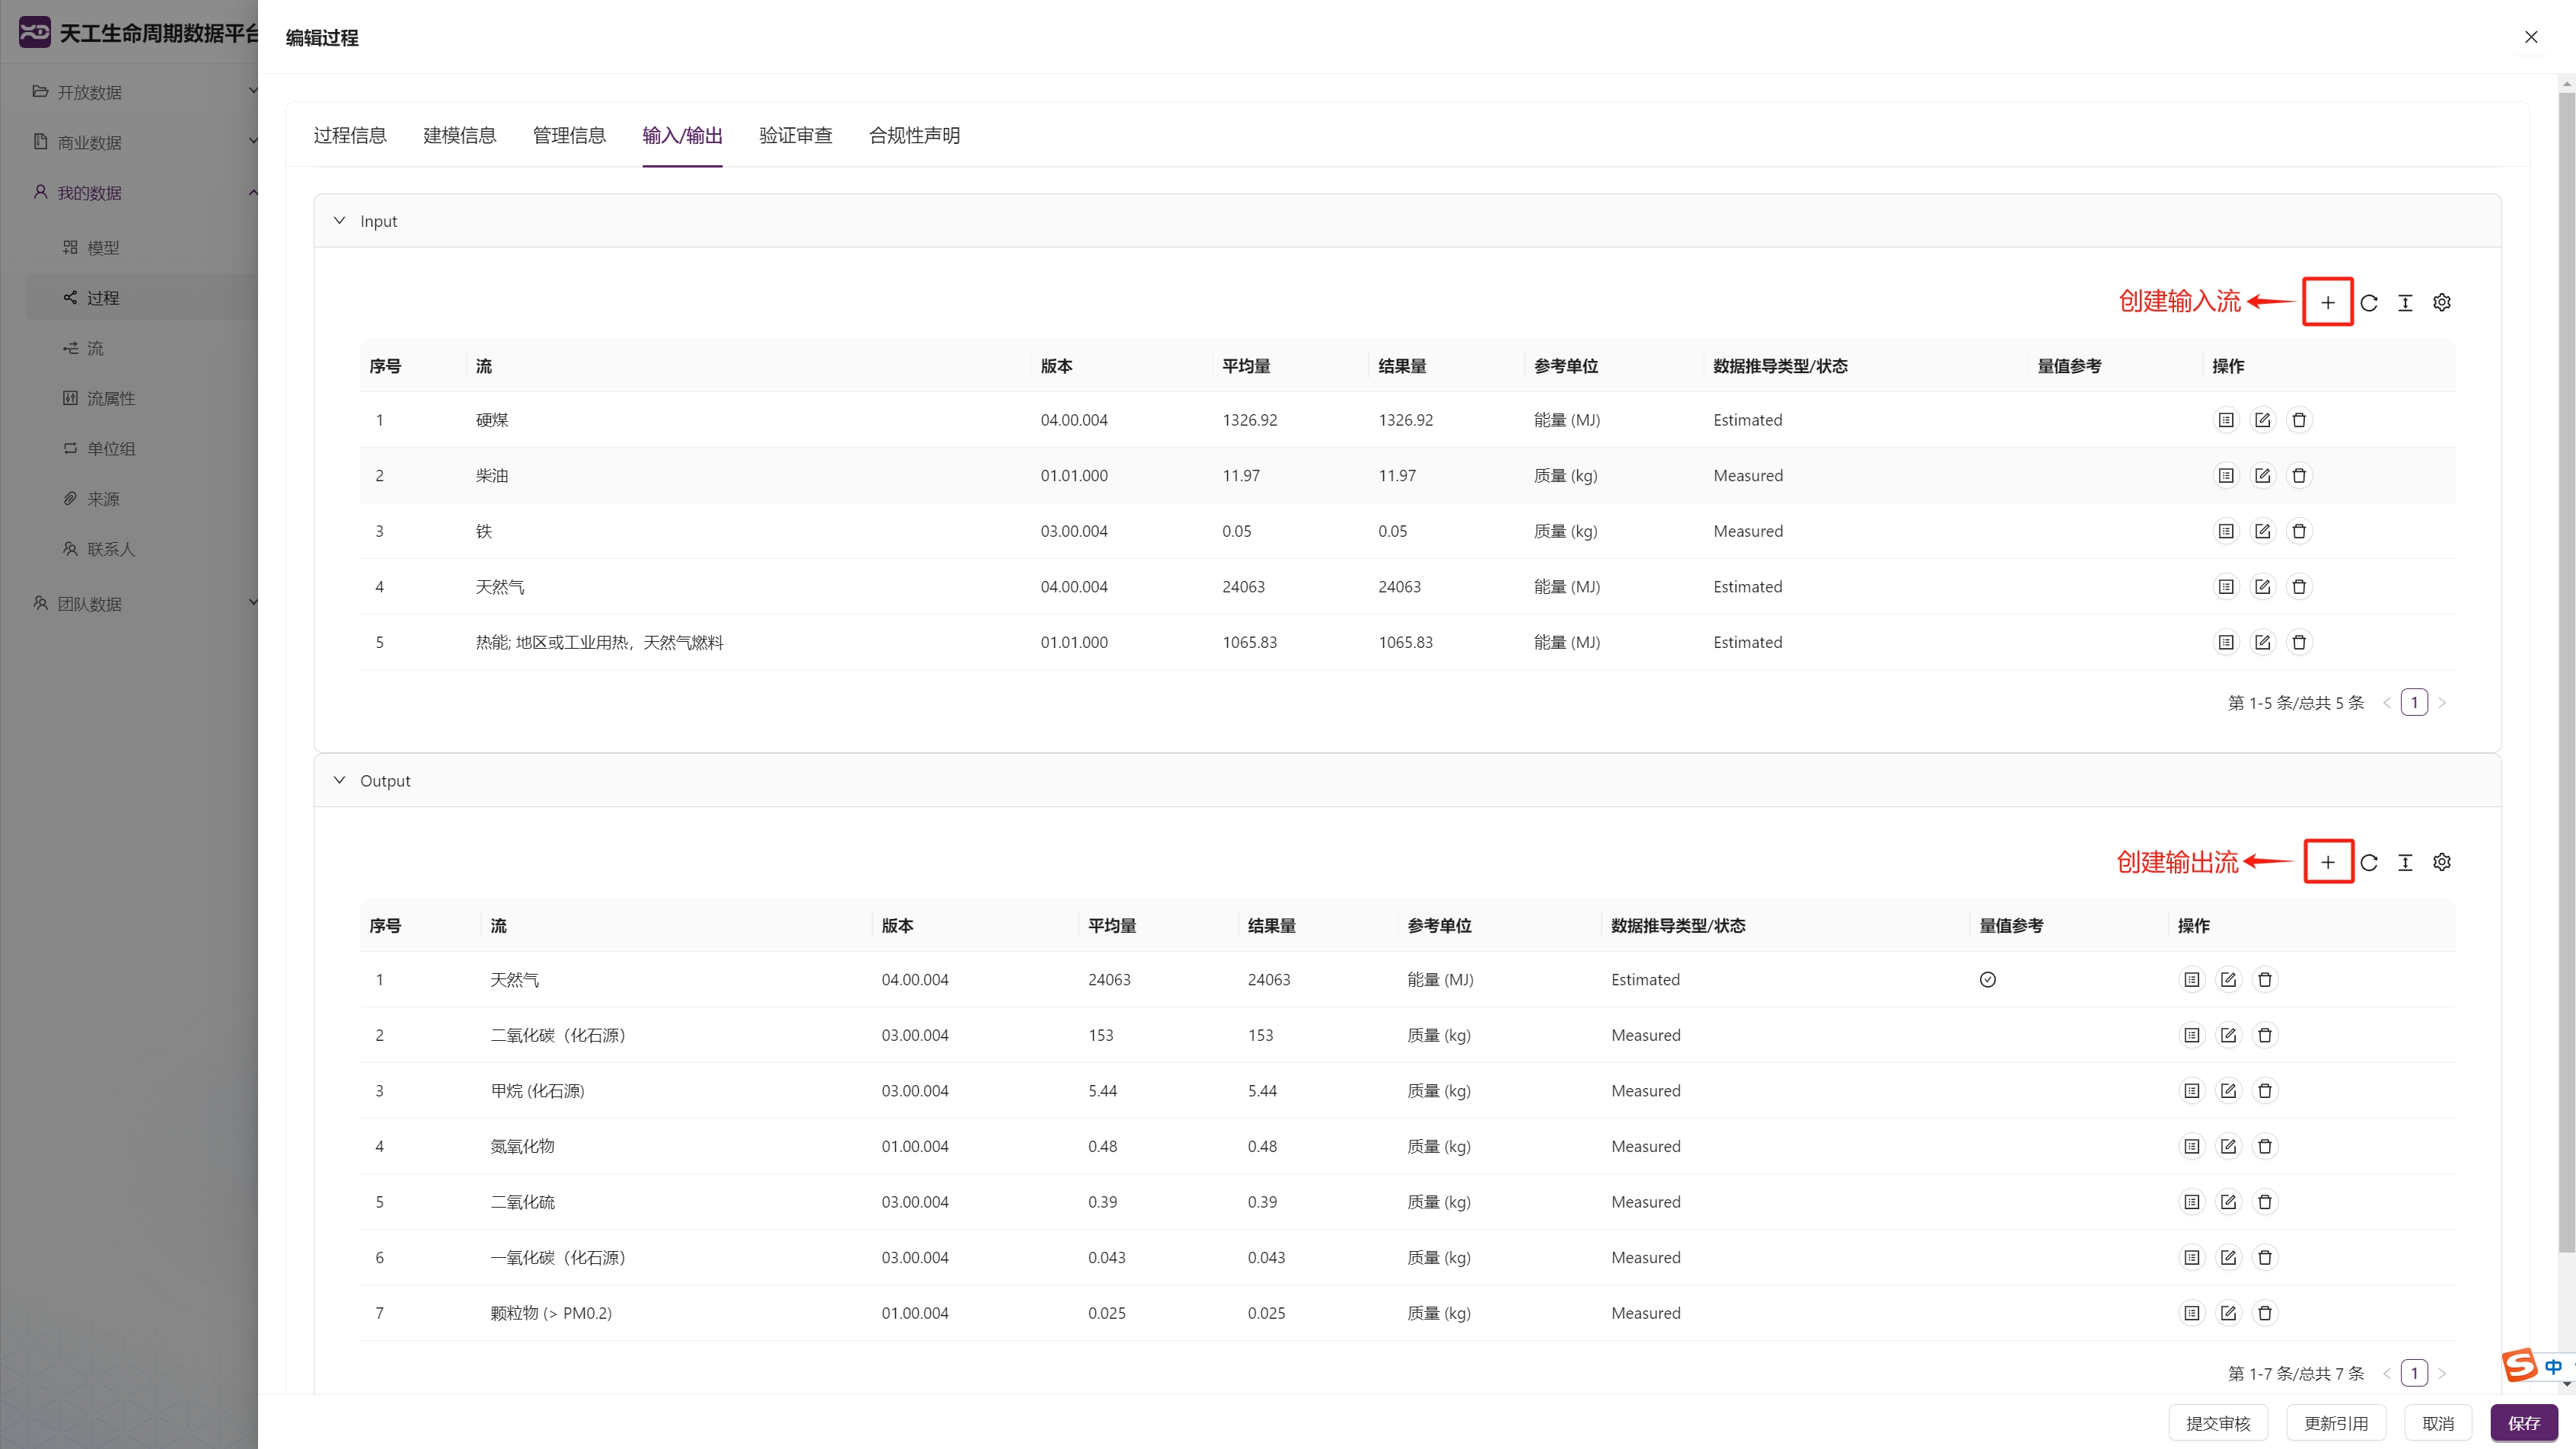 天工生命周期数据平台
编辑过程
开放数据
商业数据
我的数据
模型
过程
流
流属性
单位组
来源
联系人
团队数据
过程信息 建模信息 管理信息 输入/输出 验证审查 合规性声明
Input
创建输入流
序号 流 版本 平均量 结果量 参考单位 数据推导类型/状态 量值参考 操作
1 硬煤 04.00.004 1326.92 1326.92 能量 (MJ) Estimated
2 柴油 01.01.000 11.97 11.97 质量 (kg) Measured
3 铁 03.00.004 0.05 0.05 质量 (kg) Measured
4 天然气 04.00.004 24063 24063 能量 (MJ) Estimated
5 热能; 地区或工业用热，天然气燃料 01.01.000 1065.83 1065.83 能量 (MJ) Estimated
第 1-5 条/总共 5 条 < 1 >
Output
创建输出流
序号 流 版本 平均量 结果量 参考单位 数据推导类型/状态 量值参考 操作
1 天然气 04.00.004 24063 24063 能量 (MJ) Estimated
2 二氧化碳（化石源） 03.00.004 153 153 质量 (kg) Measured
3 甲烷 (化石源) 03.00.004 5.44 5.44 质量 (kg) Measured
4 氮氧化物 01.00.004 0.48 0.48 质量 (kg) Measured
5 二氧化硫 03.00.004 0.39 0.39 质量 (kg) Measured
6 一氧化碳（化石源） 03.00.004 0.043 0.043 质量 (kg) Measured
7 颗粒物 (> PM0.2) 01.00.004 0.025 0.025 质量 (kg) Measured
第 1-7 条/总共 7 条 < 1 >
中
提交审核 更新引用 取消 保存